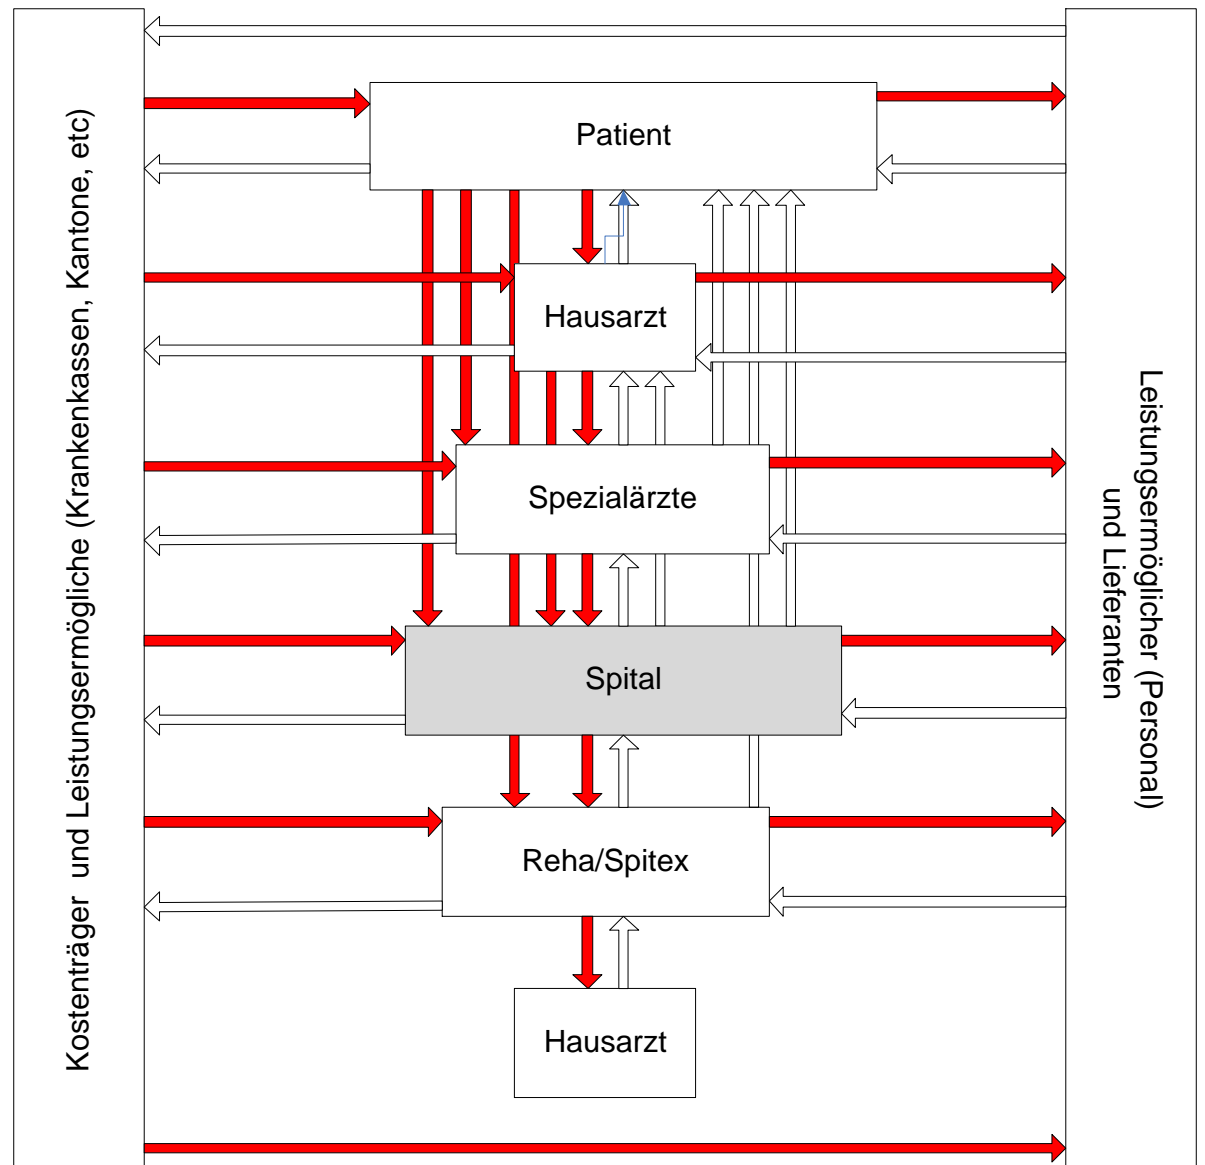 Kostenträger und Leistungsermögliche (Krankenkassen, Kantone, etc)
Patient
Hausarzt
Spezialärzte
Spital
Reha/Spitex
Hausarzt
Leistungsermöglicher (Personal)
und Lieferanten